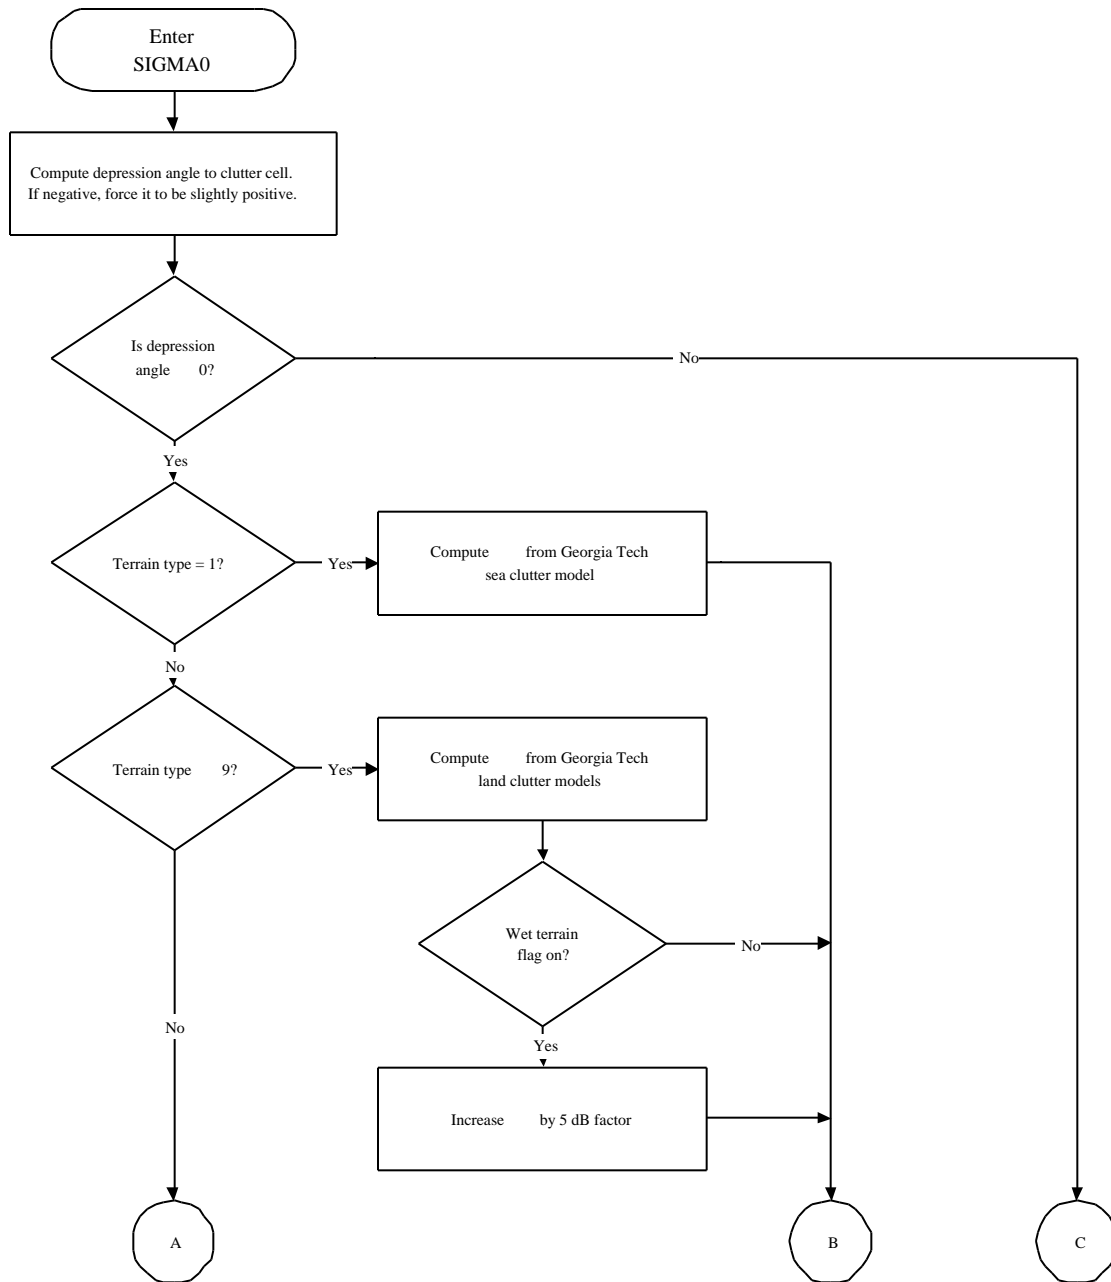 Enter
SIGMA0
Compute depression angle to clutter cell.
If negative, force it to be slightly positive.
Is depression
angle 0?
No
Yes
Terrain type = 1?
Yes
Compute from Georgia Tech
sea clutter model
No
Terrain type 9?
Yes
Compute from Georgia Tech
land clutter models
Wet terrain
flag on?
No
No
Yes
Increase by 5 dB factor
A
B
C